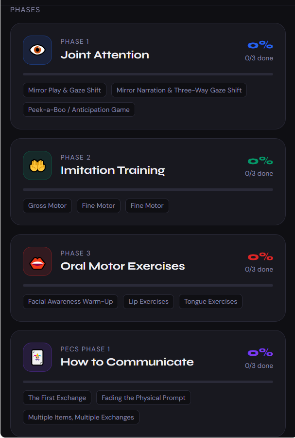 PHASES
PHASE 1
Joint Attention
0%
0/3 done
Mirror Play & Gaze Shift
Mirror Narration & Three-Way Gaze Shift
Peek-a-Boo / Anticipation Game
PHASE 2
Imitation Training
0%
0/3 done
Gross Motor
Fine Motor
Fine Motor
PHASE 3
Oral Motor Exercises
0%
0/3 done
Facial Awareness Warm-Up
Lip Exercises
Tongue Exercises
PECS PHASE 1
How to Communicate
0%
0/3 done
The First Exchange
Fading the Physical Prompt
Multiple Items, Multiple Exchanges